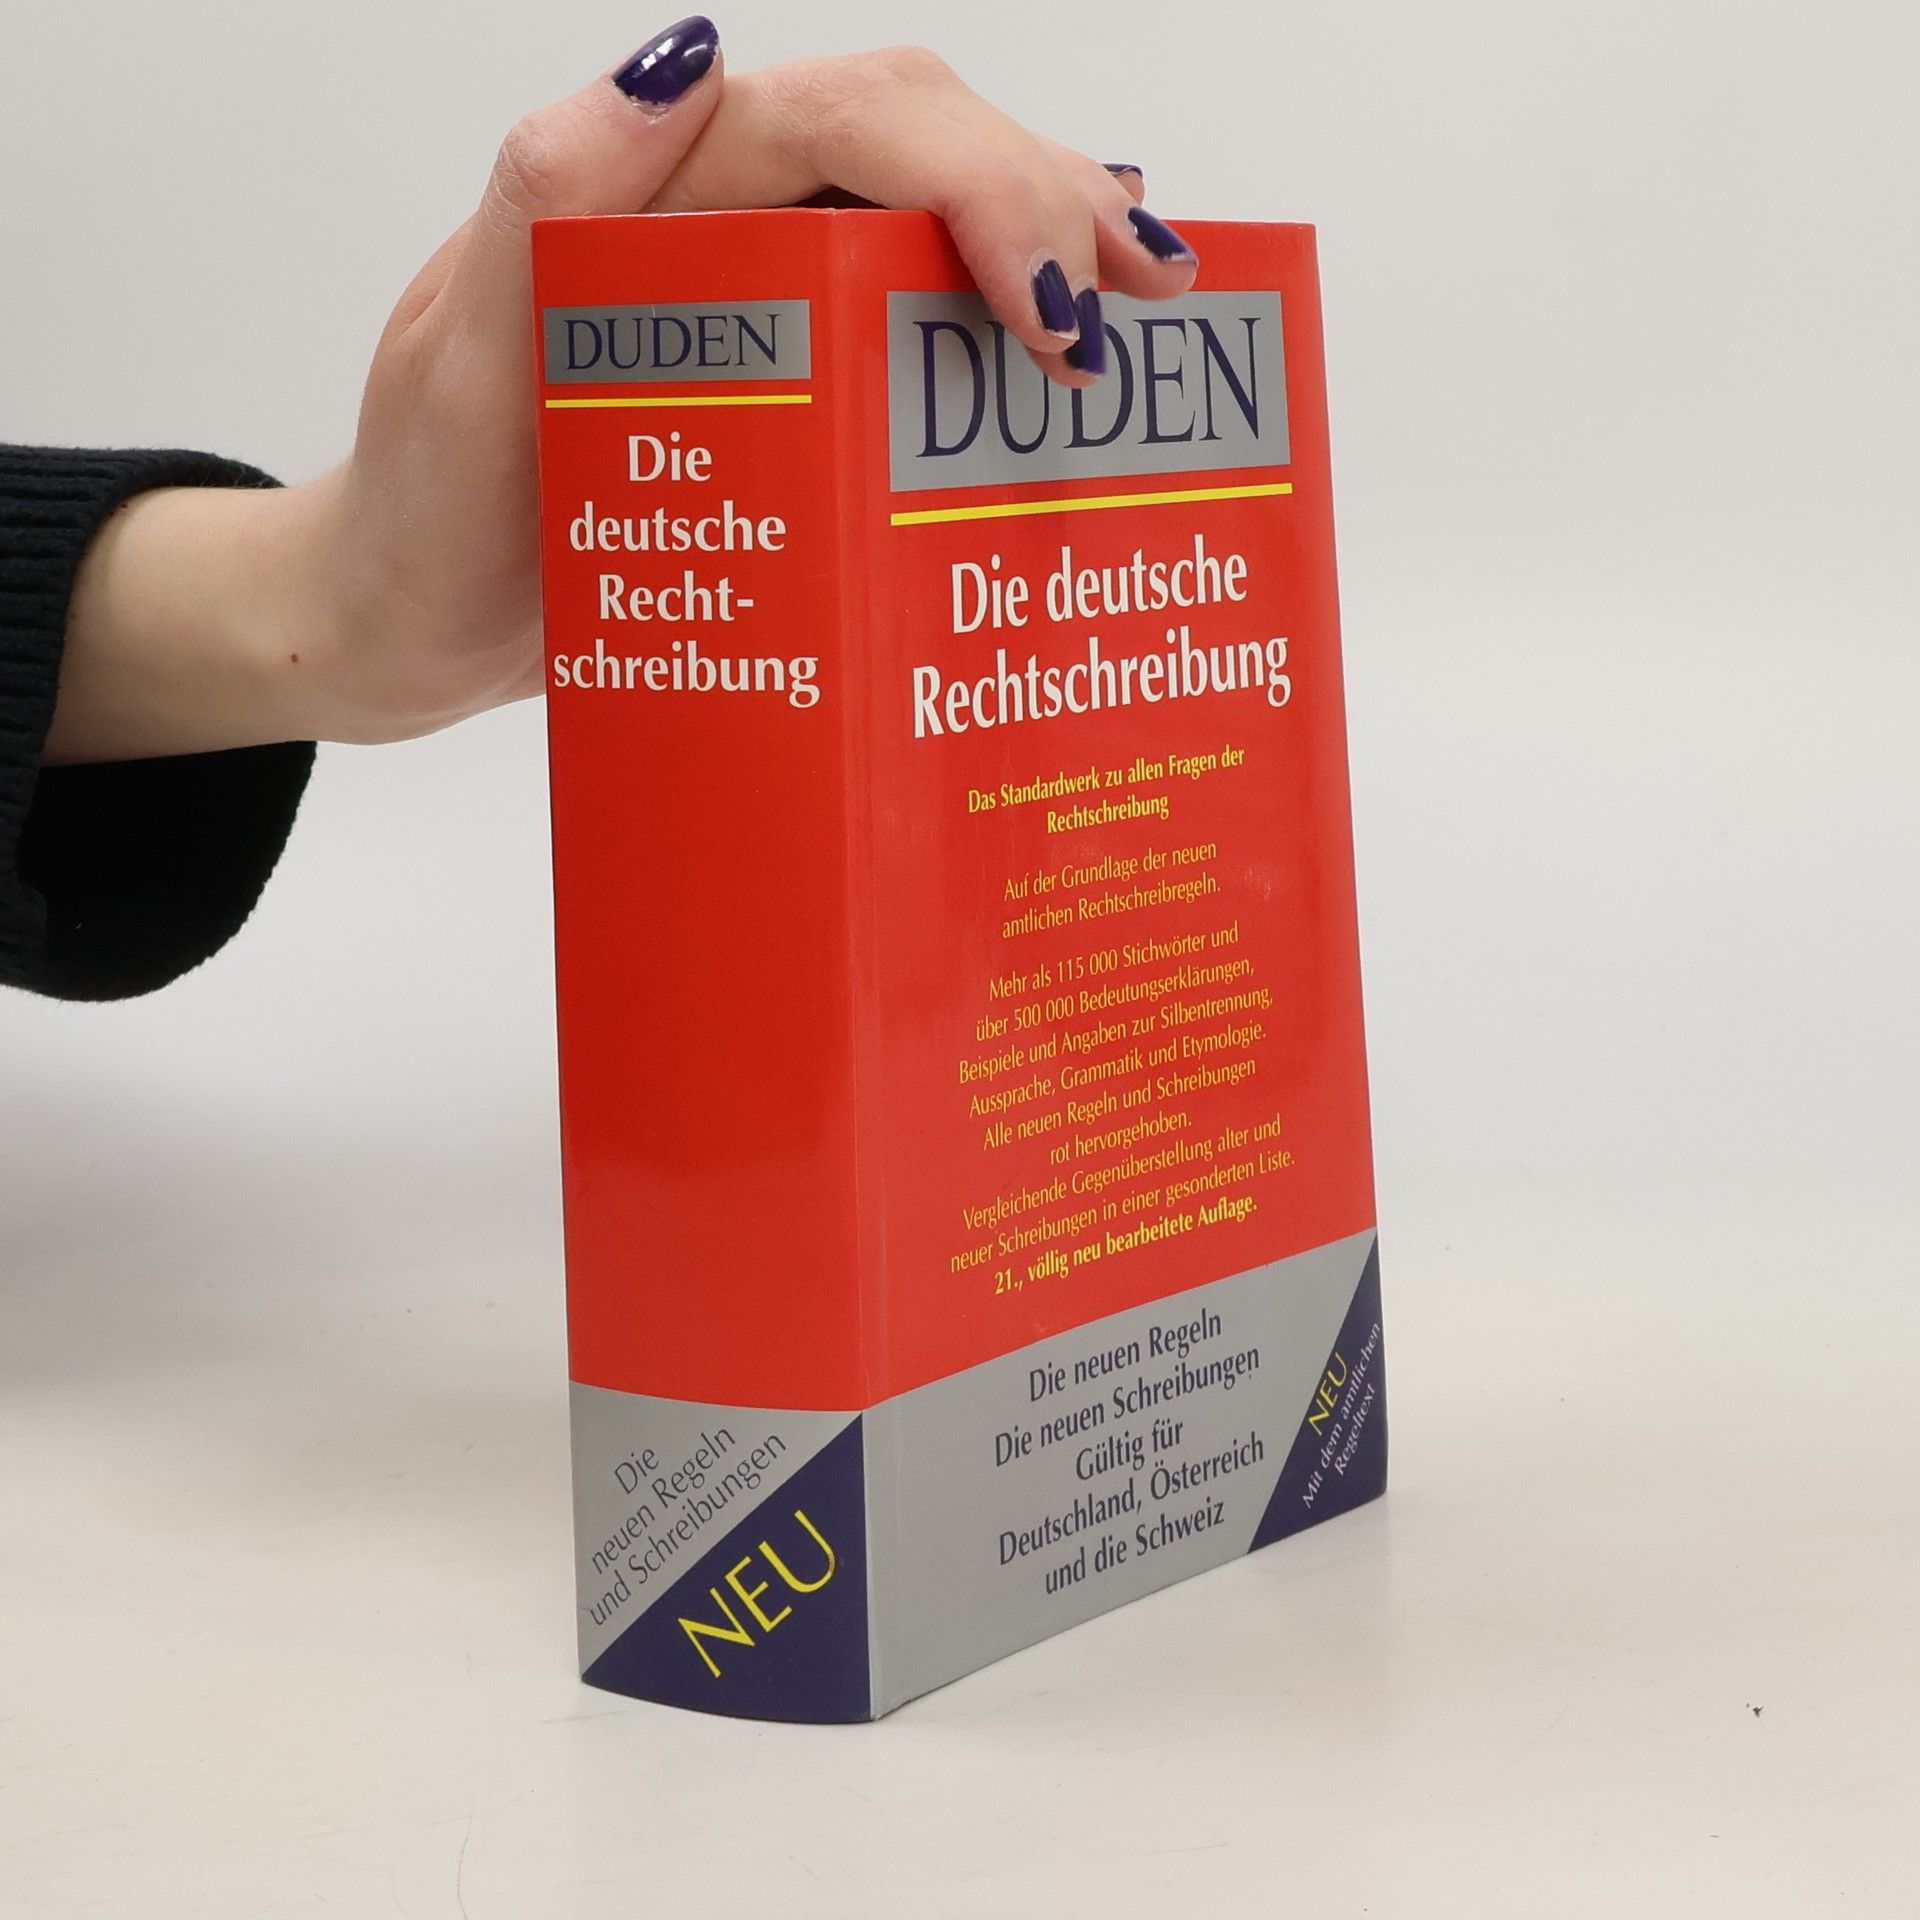 DUDEN
Die
deutsche
Recht-
schreibung
Die
neuen Regeln
und Schreibungen
NEU
DUDEN
Die deutsche
Rechtschreibung
Das Standardwerk zu allen Fragen der
Rechtschreibung
Auf der Grundlage der neuen
amtlichen Rechtschreibregeln.
Mehr als 115 000 Stichwörter und
über 500 000 Bedeutungserklärungen,
Beispiele und Angaben zur Silbentrennung,
Aussprache, Grammatik und Etymologie.
Alle neuen Regeln und Schreibungen
rot hervorgehoben.
Vergleichende Gegenüberstellung alter und
neuer Schreibungen in einer gesonderten Liste.
21., völlig neu bearbeitete Auflage.
Die neuen Regeln
Die neuen Schreibungen
Gültig für
Deutschland, Österreich
und die Schweiz
NEU
Mit dem amtlichen
Regeltext